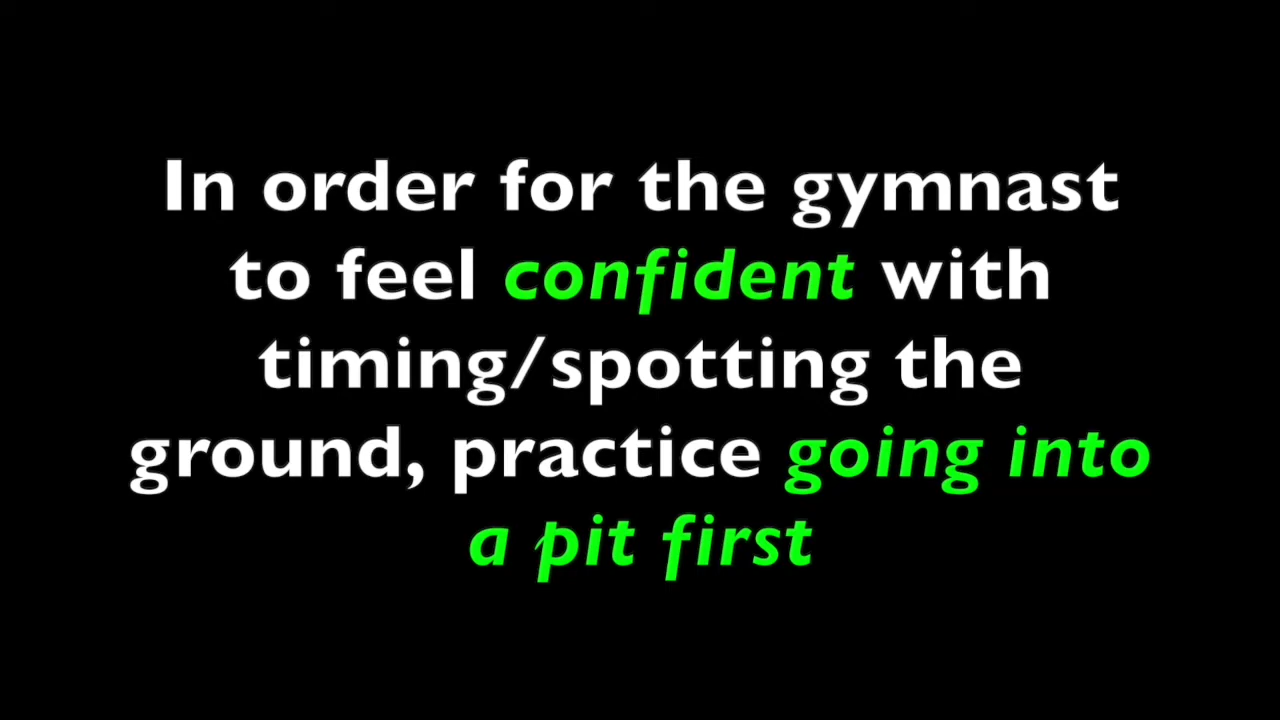 In order for the gymnast
to feel confident with
timing/spotting the
ground, practice going into
a pit first